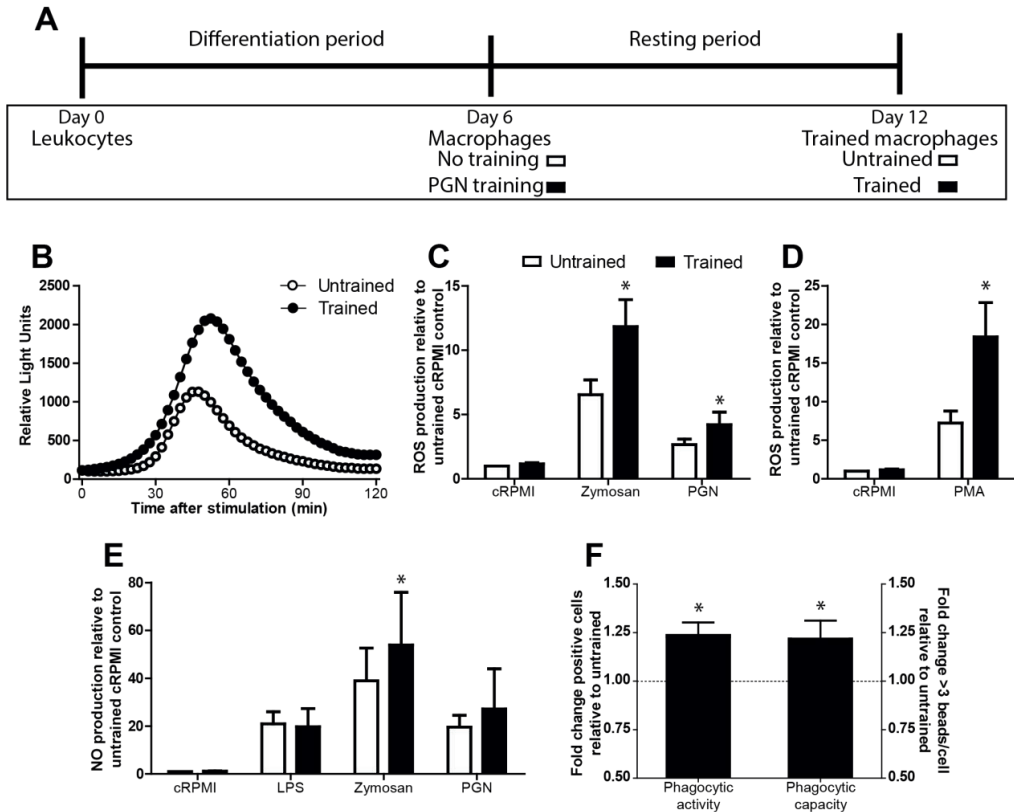 A
Differentiation period
Resting period
Day 0
Leukocytes
Day 6
Macrophages
No training
PGN training
Day 12
Trained macrophages
Untrained
Trained
B
Untrained
Trained
Relative Light Units
2500
2000
1500
1000
500
0
0 30 60 90 120
Time after stimulation (min)
C
Untrained Trained
ROS production relative to
untrained cRPMI control
15
10
5
0
*
*
cRPMI Zymosan PGN
D
ROS production relative to
untrained cRPMI control
25
20
15
10
5
0
*
cRPMI PMA
E
NO production relative to
untrained cRPMI control
80
60
40
20
0
*
cRPMI LPS Zymosan PGN
F
Fold change positive cells
relative to untrained
1.50
1.25
1.00
0.75
0.50
*
*
Phagocytic
activity
Phagocytic
capacity
1.50
1.25
1.00
0.75
0.50
Fold change >3 beads/cell
relative to untrained